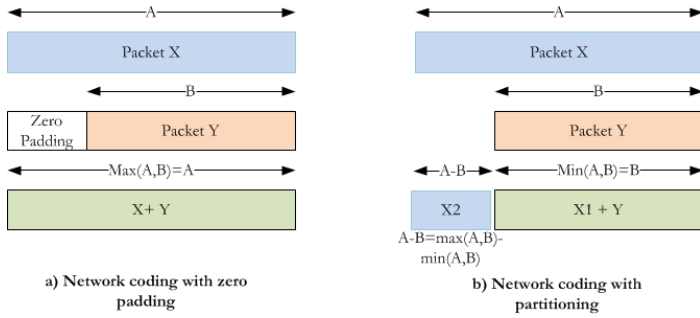 A
Packet X
B
Zero
Padding
Packet Y
Max(A,B)=A
X+ Y
a) Network coding with zero
padding
A
Packet X
B
Packet Y
A-B
Min(A,B)=B
X2
X1 + Y
A-B=max(A,B)-
min(A,B)
b) Network coding with
partitioning